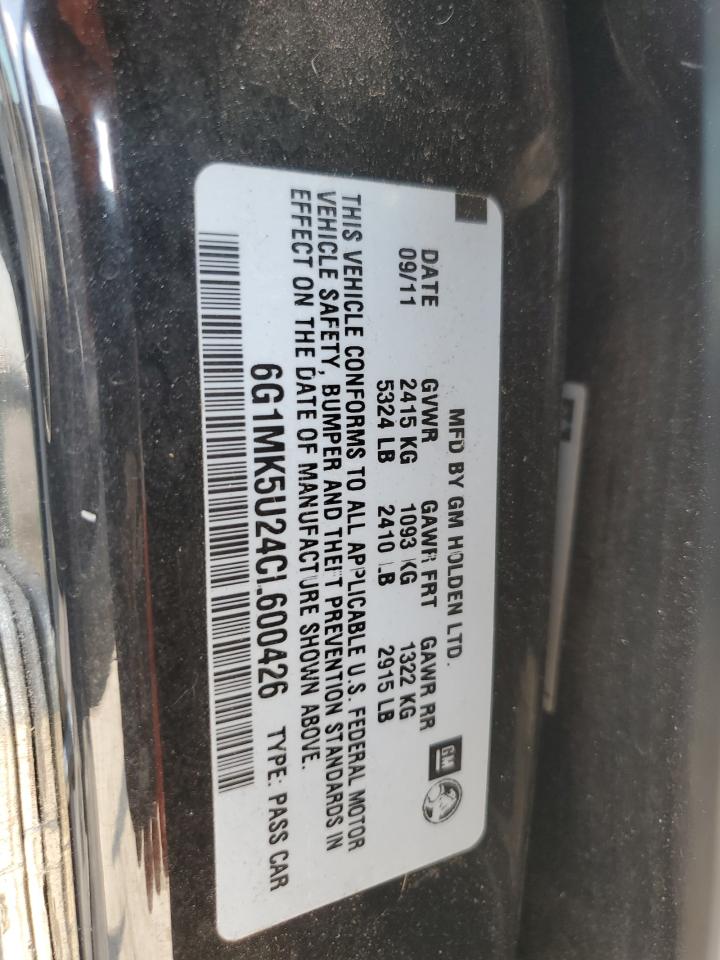 MFD BY GM HOLDEN LTD.
DATE GVWR GAWR FRT GAWR RR
09/11 2415 KG 1093 KG 1322 KG
5324 LB 2410 LB 2915 LB
GM
THIS VEHICLE CONFORMS TO ALL APPLICABLE U.S. FEDERAL MOTOR
VEHICLE SAFETY, BUMPER AND THEFT PREVENTION STANDARDS IN
EFFECT ON THE DATE OF MANUFACTURE SHOWN ABOVE.
6G1MK5U24CL600426 TYPE: PASS CAR